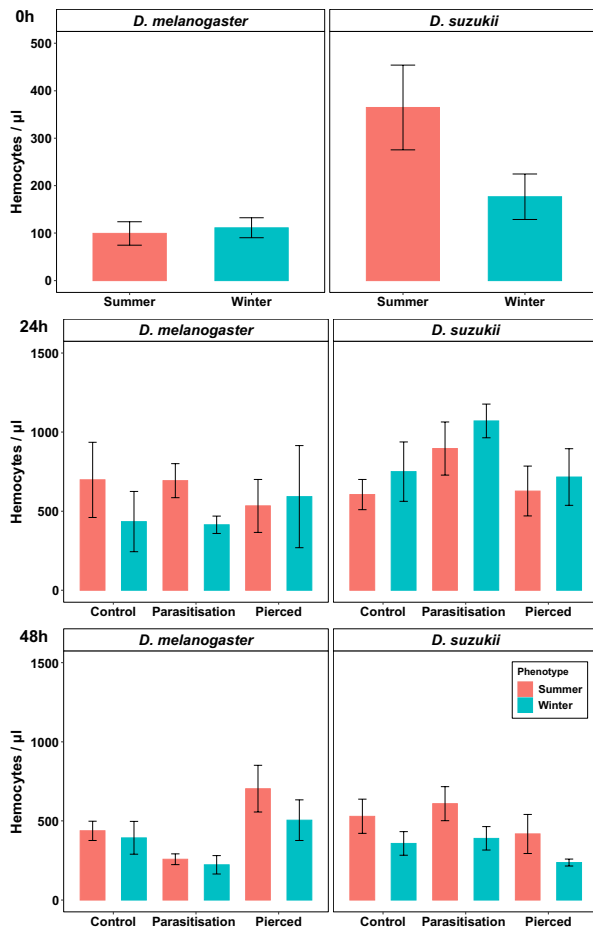 0h
D. melanogaster D. suzukii
Hemocytes / µl
500
400
300
200
100
0
Summer Winter Summer Winter
24h
D. melanogaster D. suzukii
Hemocytes / µl
1500
1000
500
0
Control Parasitisation Pierced Control Parasitisation Pierced
48h
D. melanogaster D. suzukii
Hemocytes / µl
1500
1000
500
0
Phenotype
Summer
Winter
Control Parasitisation Pierced Control Parasitisation Pierced